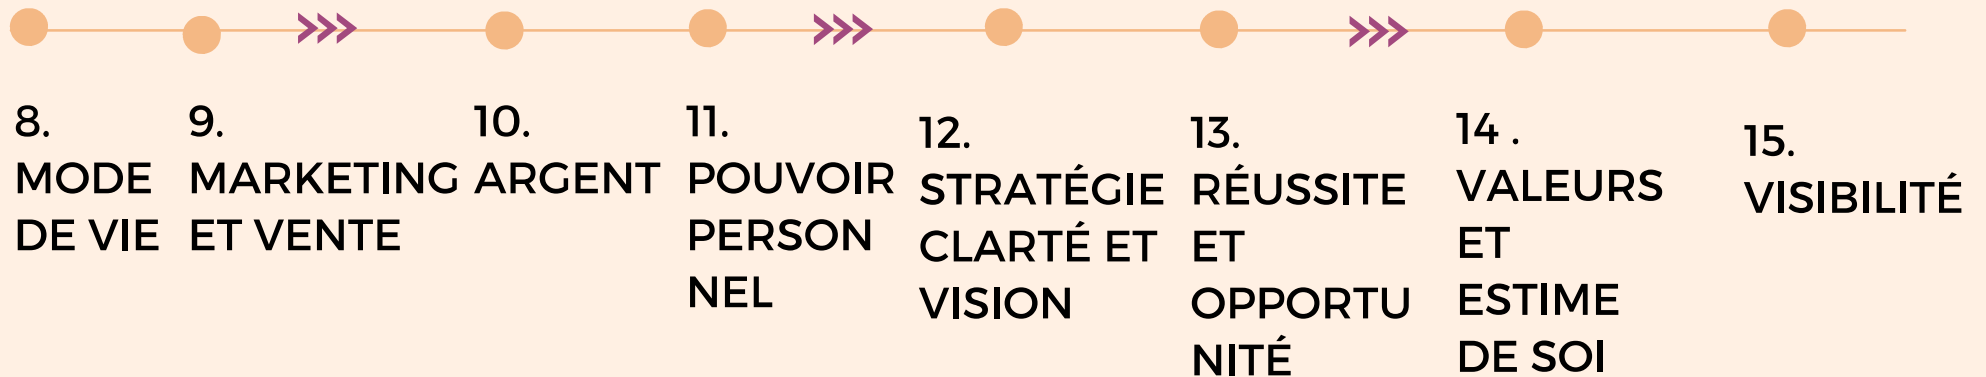 8.
MODE
DE VIE
9.
MARKETING
ET VENTE
10.
ARGENT
11.
POUVOIR
PERSON
NEL
12.
STRATÉGIE
CLARTÉ ET
VISION
13.
RÉUSSITE
ET
OPPORTU
NITÉ
14 .
VALEURS
ET
ESTIME
DE SOI
15.
VISIBILITÉ